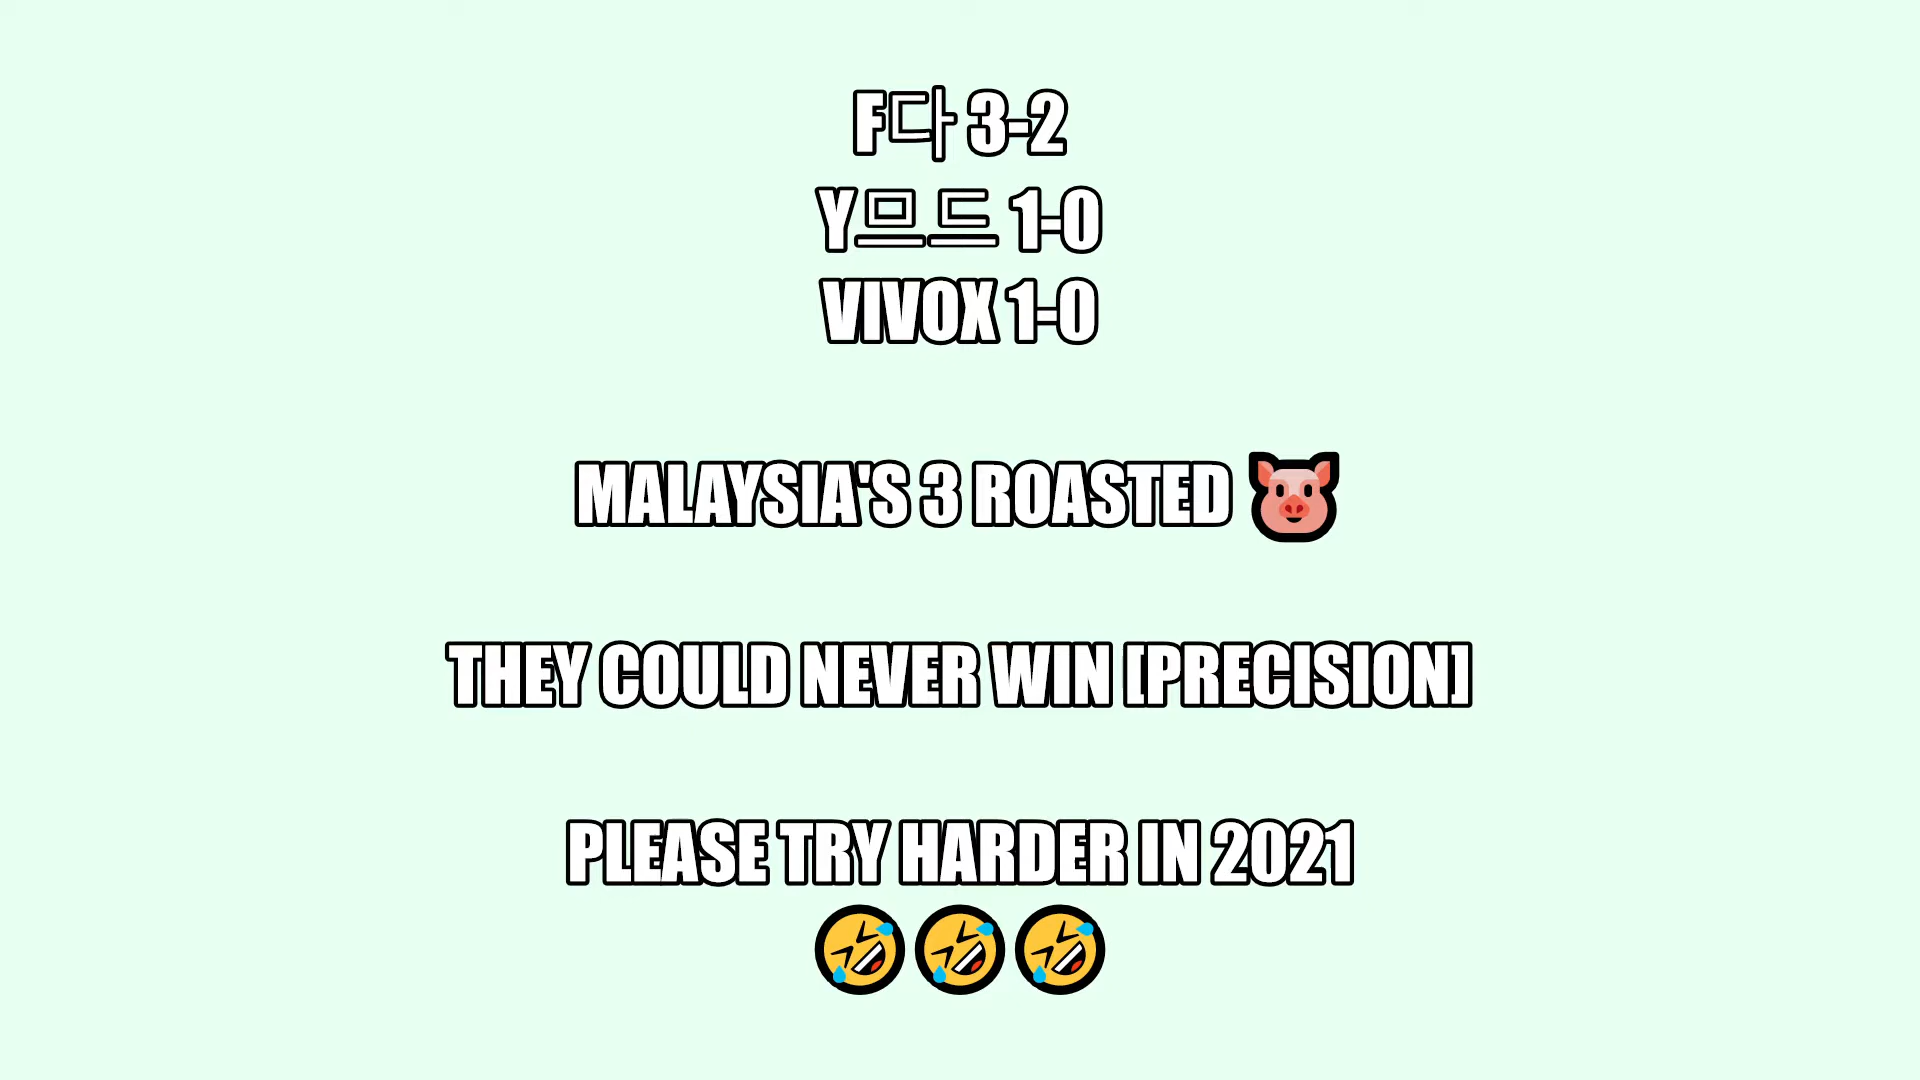 F다 3-2
Y므드 1-0
VIVOX 1-0
MALAYSIA'S 3 ROASTED 🐷
THEY COULD NEVER WIN [PRECISION]
PLEASE TRY HARDER IN 2021
🤣🤣🤣